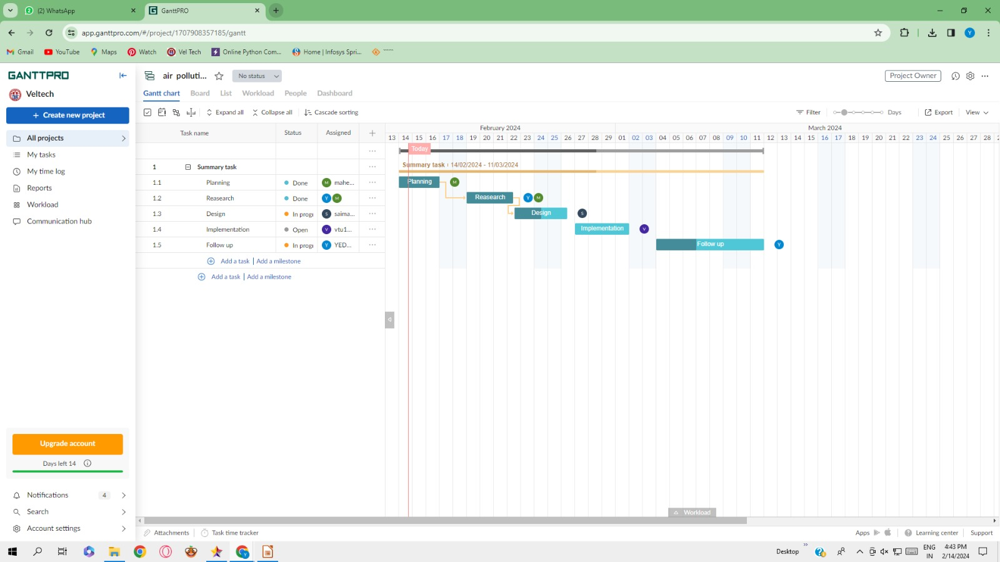 (2) WhatsApp
GanttPRO
app.ganttpro.com/#/project/1707908357185/gantt
Y
Gmail YouTube Maps Watch Vel Tech Online Python Com... Home | Infosys Spri... ``````
GANTTPRO
Veltech
+ Create new project
All projects
My tasks
My time log
Reports
Workload
Communication hub
Upgrade account
Days left 14
Notifications 4
Search
Account settings
air polluti... No status
Project Owner
Gantt chart Board List Workload People Dashboard
Expand all Collapse all Cascade sorting
Filter Days Export View
Task name Status Assigned +
February 2024 March 2024
13 14 15 16 17 18 19 20 21 22 23 24 25 26 27 28 29 01 02 03 04 05 06 07 08 09 10 11 12 13 14 15 16 17 18 19 20 21 22 23 24 25 26 27 28
Today
1 Summary task
Summary task 14/02/2024 - 11/03/2024
1.1 Planning Done M mahe... Planning M
1.2 Reasearch Done Y M Reasearch Y M
1.3 Design In progr S saima... Design S
1.4 Implementation Open V vtu1... Implementation V
1.5 Follow up In progr Y YED... Follow up Y
Add a task | Add a milestone
Add a task | Add a milestone
Workload
Attachments Task time tracker
Apps Learning center Support
Desktop
ENG
IN
4:43 PM
2/14/2024